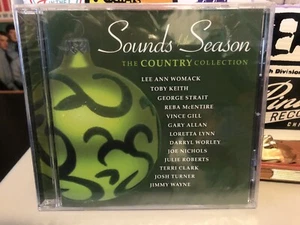 Sounds Season
THE COUNTRY COLLECTION
LEE ANN WOMACK
TOBY KEITH
GEORGE STRAIT
REBA McENTIRE
VINCE GILL
GARY ALLAN
LORETTA LYNN
DARRYL WORLEY
JOE NICHOLS
JULIE ROBERTS
TERRI CLARK
JOSH TURNER
JIMMY WAYNE